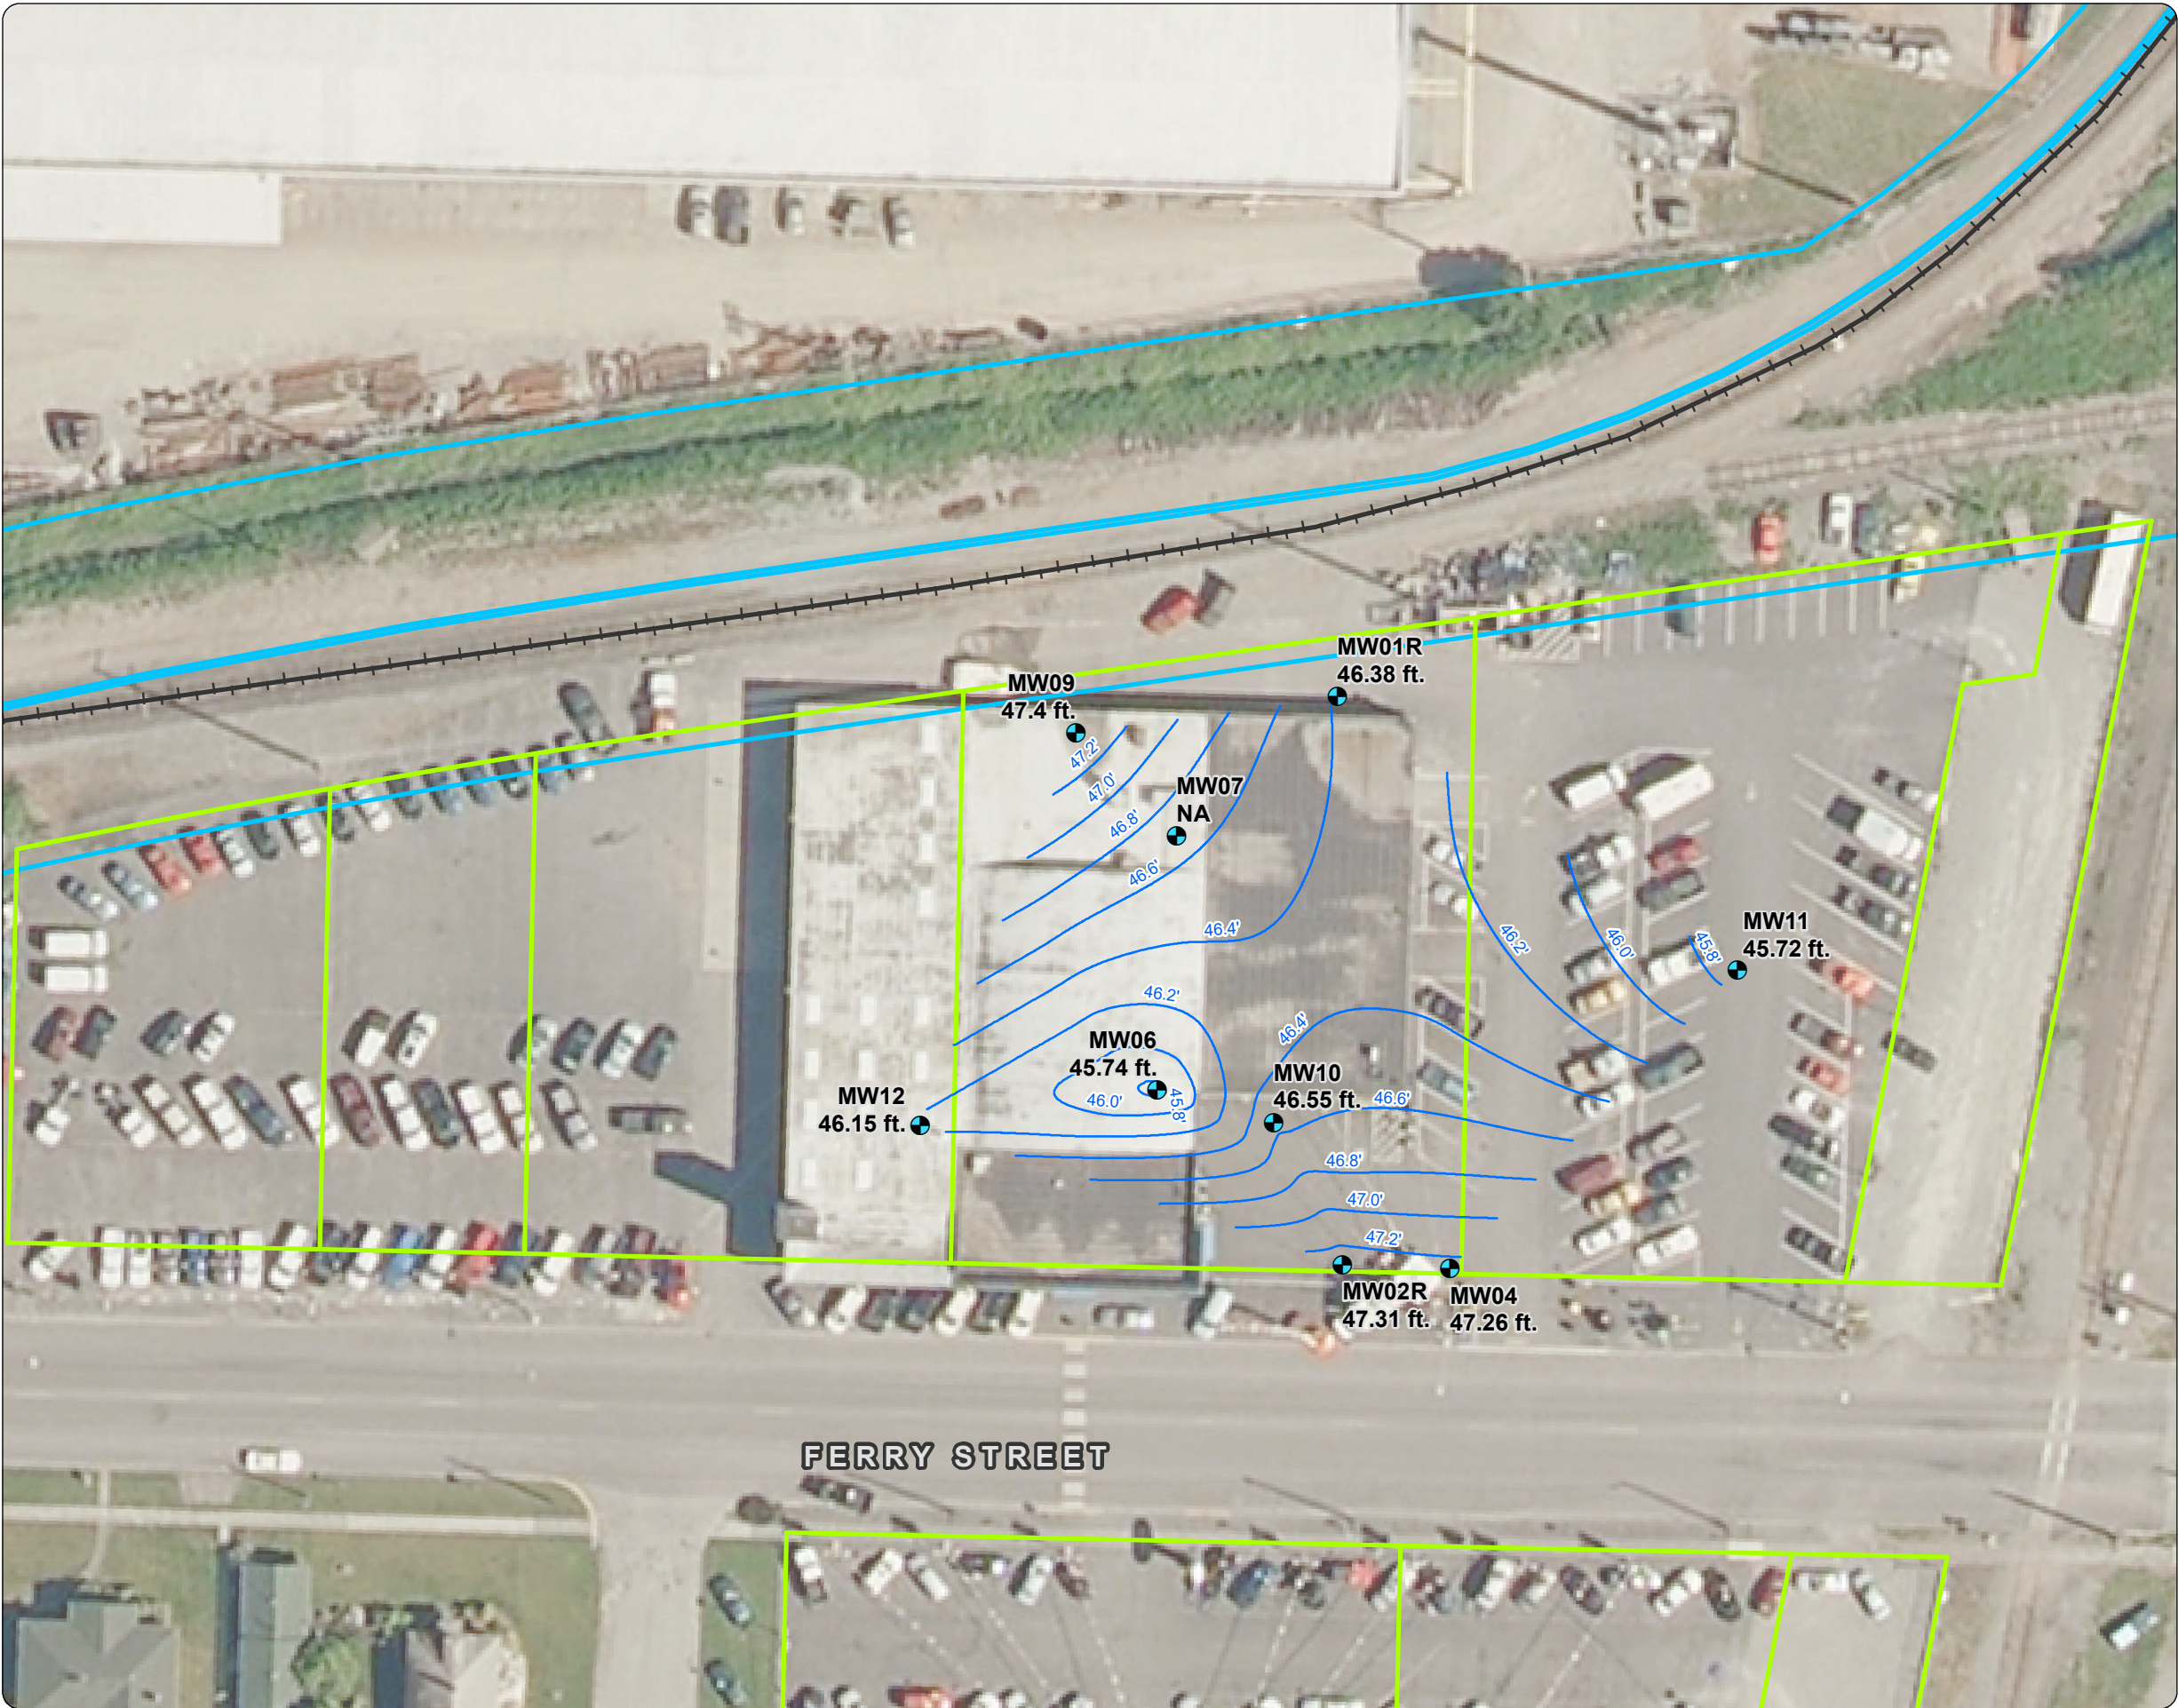 MW01R
46.38 ft.
MW09
47.4 ft.
47.2'
47.0'
MW07
NA
46.8'
46.6'
46.4'
46.2'
46.0'
45.8'
MW11
45.72 ft.
46.2'
46.4'
MW06
45.74 ft.
46.0'
45.8'
MW12
46.15 ft.
MW10
46.55 ft.
46.6'
46.8'
47.0'
47.2'
MW02R
47.31 ft.
MW04
47.26 ft.
FERRY STREET